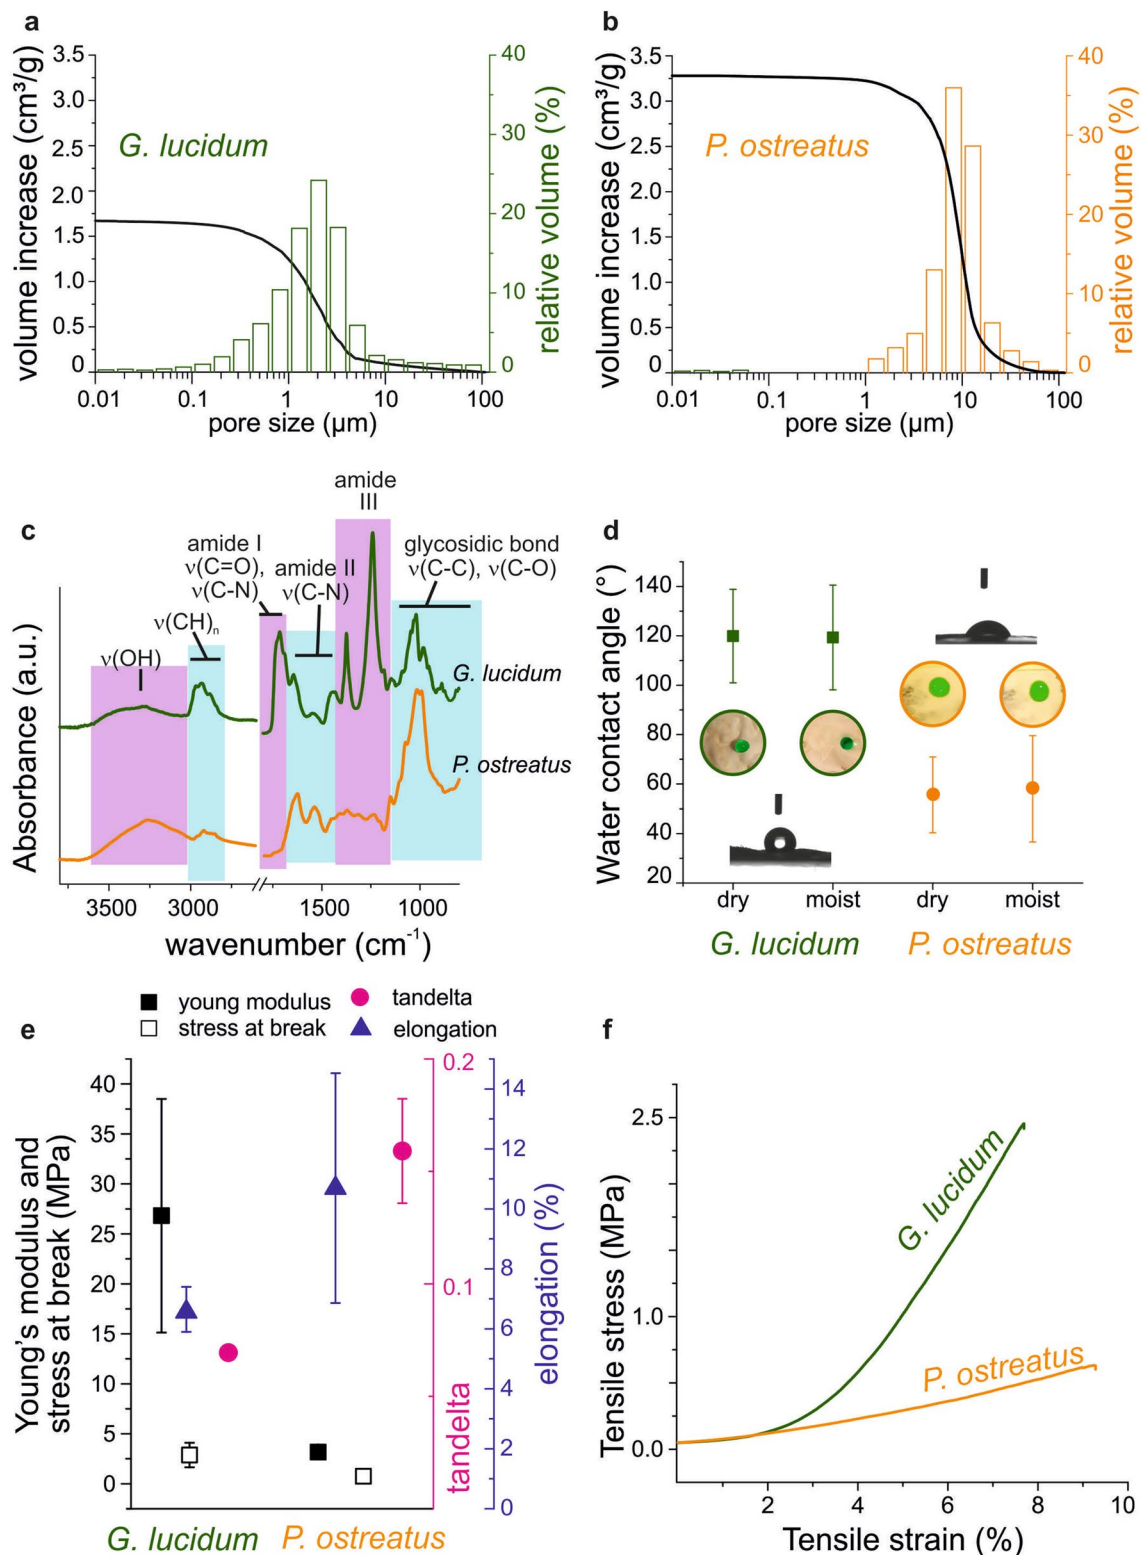 a
volume increase (cm³/g)
3.5
3.0
2.5
2.0
1.5
1.0
0.5
0
G. lucidum
40
30
20
10
0
relative volume (%)
0.01 0.1 1 10 100
pore size (µm)
b
volume increase (cm³/g)
3.5
3.0
2.5
2.0
1.5
1.0
0.5
0
P. ostreatus
40
30
20
10
0
relative volume (%)
0.01 0.1 1 10 100
pore size (µm)
c
Absorbance (a.u.)
amide
III
amide I
ν(C=O),
ν(C-N)
amide II
ν(C-N)
glycosidic bond
ν(C-C), ν(C-O)
ν(CH)n
ν(OH)
G. lucidum
P. ostreatus
3500 3000 1500 1000
wavenumber (cm-1)
d
Water contact angle (°)
140
120
100
80
60
40
20
dry moist dry moist
G. lucidum P. ostreatus
young modulus
stress at break
tandelta
elongation
e
Young's modulus and
stress at break (MPa)
40
35
30
25
20
15
10
5
0
0.2
0.1
tandelta
14
12
10
8
6
4
2
0
elongation (%)
G. lucidum P. ostreatus
f
Tensile stress (MPa)
2.5
1.0
0.0
G. lucidum
P. ostreatus
2 4 6 8 10
Tensile strain (%)